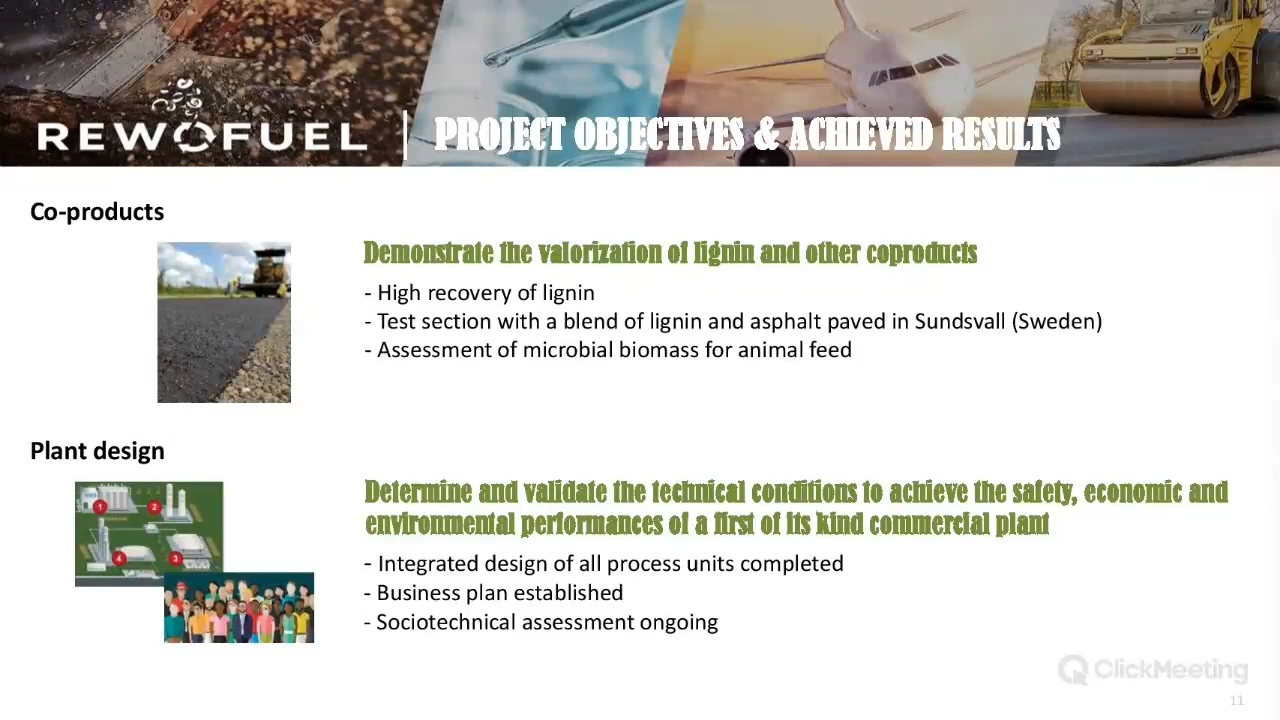 REWOFUEL
PROJECT OBJECTIVES & ACHIEVED RESULTS
Co-products
Demonstrate the valorization of lignin and other coproducts
- High recovery of lignin
- Test section with a blend of lignin and asphalt paved in Sundsvall (Sweden)
- Assessment of microbial biomass for animal feed
Plant design
1
2
4
3
Determine and validate the technical conditions to achieve the safety, economic and
environmental performances of a first of its kind commercial plant
- Integrated design of all process units completed
- Business plan established
- Sociotechnical assessment ongoing
ClickMeeting
11